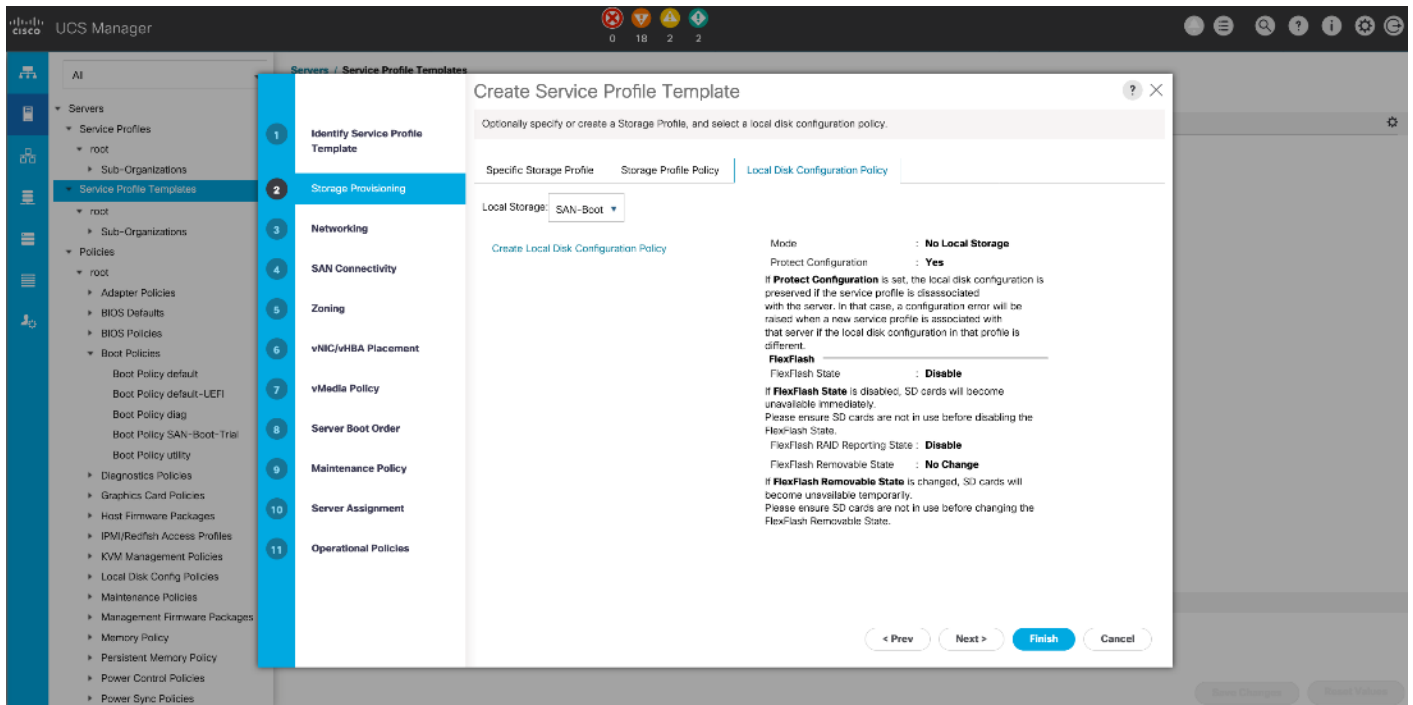 CISCO
UCS Manager
0 18 2 2
All
Servers
Service Profiles
root
Sub-Organizations
Service Profile Templates
root
Sub-Organizations
Policies
root
Adapter Policies
BIOS Defaults
BIOS Policies
Boot Policies
Boot Policy default
Boot Policy default-UEFI
Boot Policy diag
Boot Policy SAN-Boot-Trial
Boot Policy utility
Diagnostics Policies
Graphics Card Policies
Host Firmware Packages
IPMI/Redfish Access Profiles
KVM Management Policies
Local Disk Config Policies
Maintenance Policies
Management Firmware Packages
Memory Policy
Persistent Memory Policy
Power Control Policies
Power Sync Policies
Servers / Service Profile Templates
1 Identify Service Profile
Template
2 Storage Provisioning
3 Networking
4 SAN Connectivity
5 Zoning
6 vNIC/vHBA Placement
7 vMedia Policy
8 Server Boot Order
9 Maintenance Policy
10 Server Assignment
11 Operational Policies
Create Service Profile Template
?
Optionally specify or create a Storage Profile, and select a local disk configuration policy.
Specific Storage Profile Storage Profile Policy Local Disk Configuration Policy
Local Storage: SAN-Boot
Create Local Disk Configuration Policy
Mode : No Local Storage
Protect Configuration : Yes
If Protect Configuration is set, the local disk configuration is
preserved if the service profile is disassociated
with the server. In that case, a configuration error will be
raised when a new service profile is associated with
that server if the local disk configuration in that profile is
different.
FlexFlash
FlexFlash State : Disable
If FlexFlash State is disabled, SD cards will become
unavailable immediately.
Please ensure SD cards are not in use before disabling the
FlexFlash State.
FlexFlash RAID Reporting State : Disable
FlexFlash Removable State : No Change
If FlexFlash Removable State is changed, SD cards will
become unavailable temporarily.
Please ensure SD cards are not in use before changing the
FlexFlash Removable State.
< Prev Next > Finish Cancel
Save Changes Reset Values